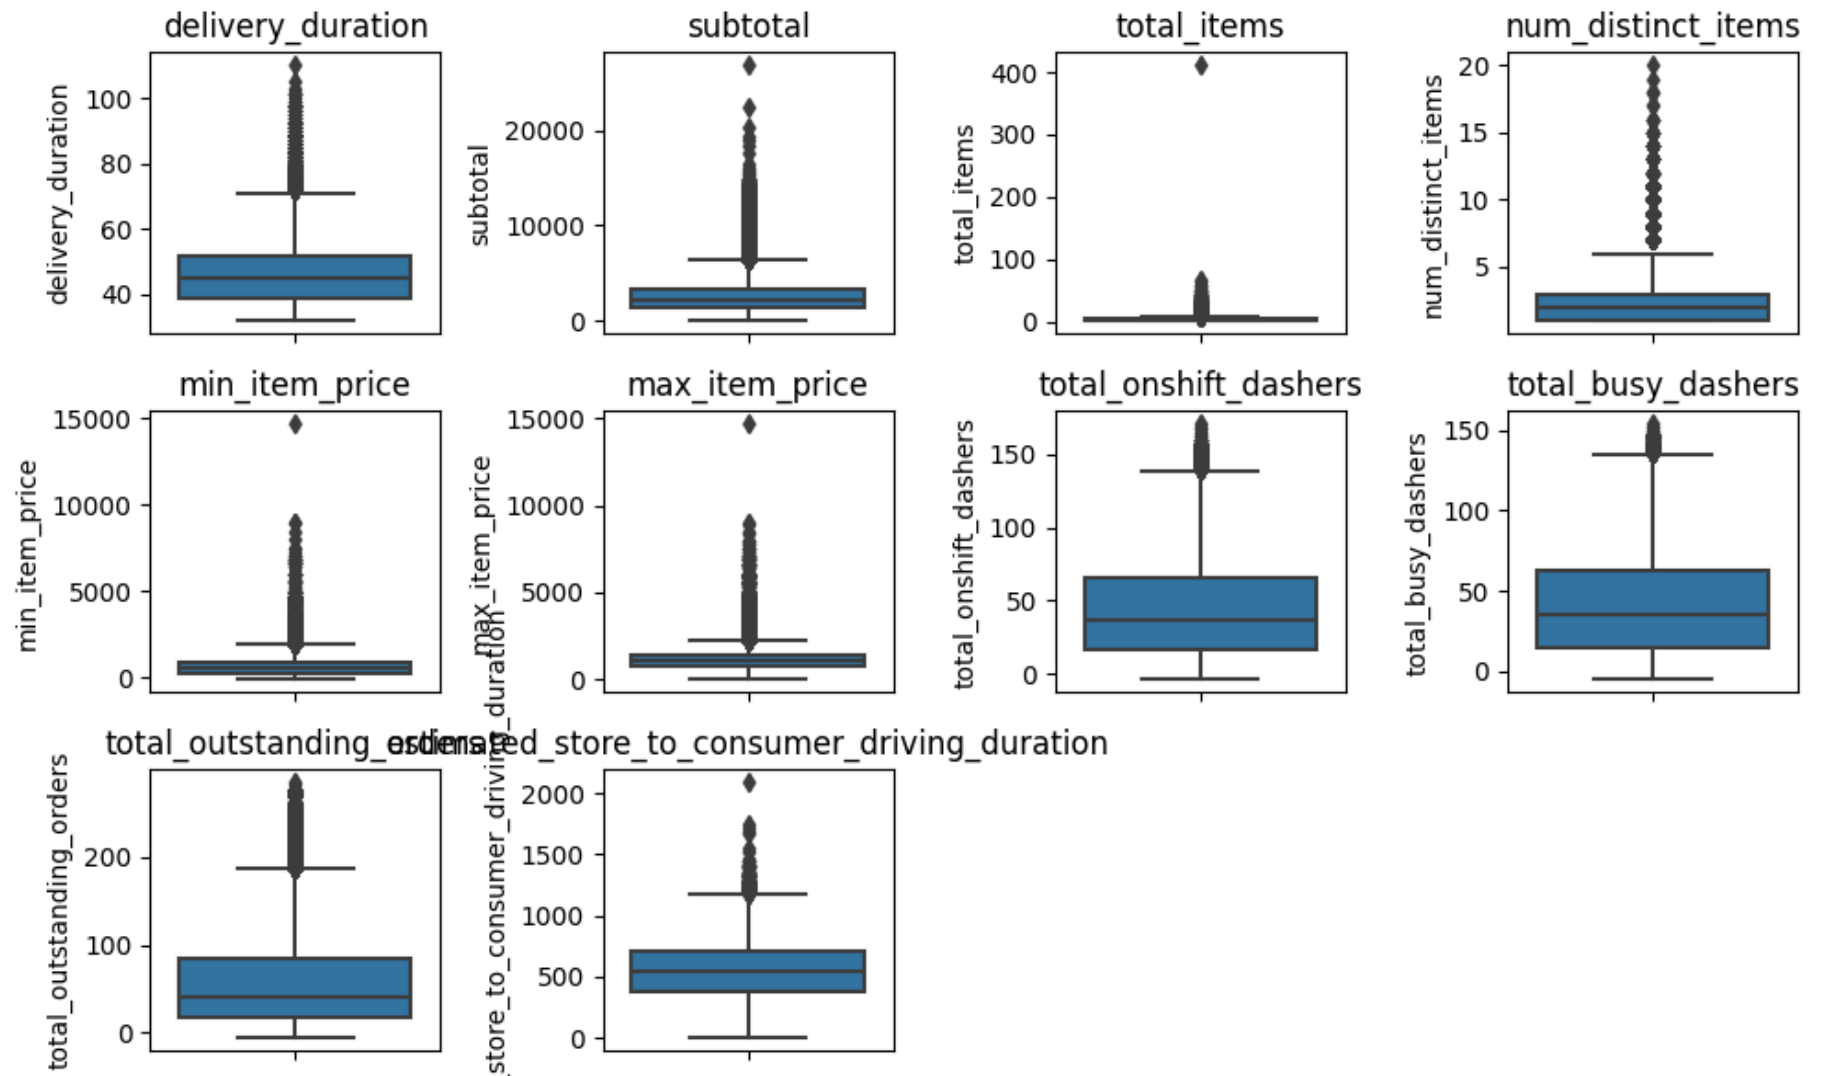 delivery_duration
delivery_duration
100
80
60
40
subtotal
subtotal
20000
10000
0
total_items
total_items
400
300
200
100
0
num_distinct_items
num_distinct_items
20
15
10
5
min_item_price
min_item_price
15000
10000
5000
0
max_item_price
max_item_price
15000
10000
5000
0
total_onshift_dashers
total_onshift_dashers
150
100
50
0
total_busy_dashers
total_busy_dashers
150
100
50
0
total_outstanding_orders
total_outstanding_orders
200
100
0
estimated_store_to_consumer_driving_duration
_store_to_consumer_driving_duration
2000
1500
1000
500
0